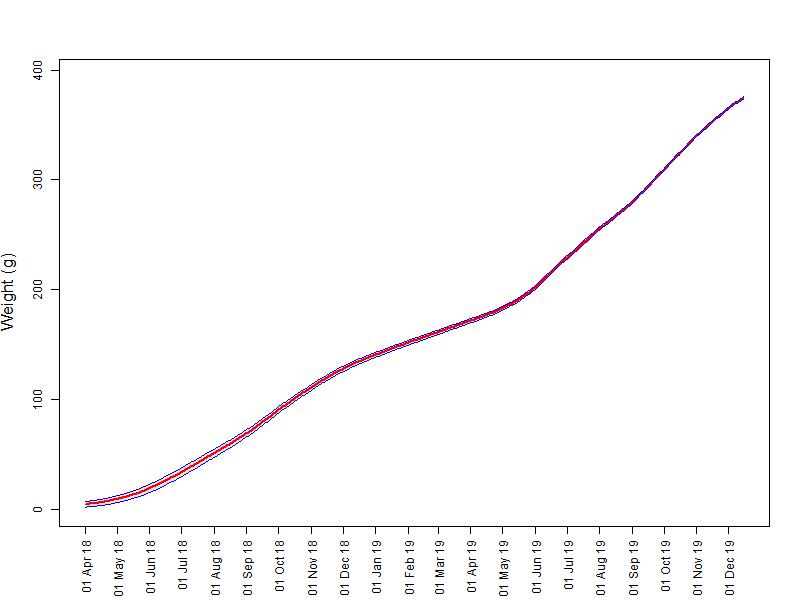 400
300
200
100
0
Weight (g)
01 Apr 18
01 May 18
01 Jun 18
01 Jul 18
01 Aug 18
01 Sep 18
01 Oct 18
01 Nov 18
01 Dec 18
01 Jan 19
01 Feb 19
01 Mar 19
01 Apr 19
01 May 19
01 Jun 19
01 Jul 19
01 Aug 19
01 Sep 19
01 Oct 19
01 Nov 19
01 Dec 19